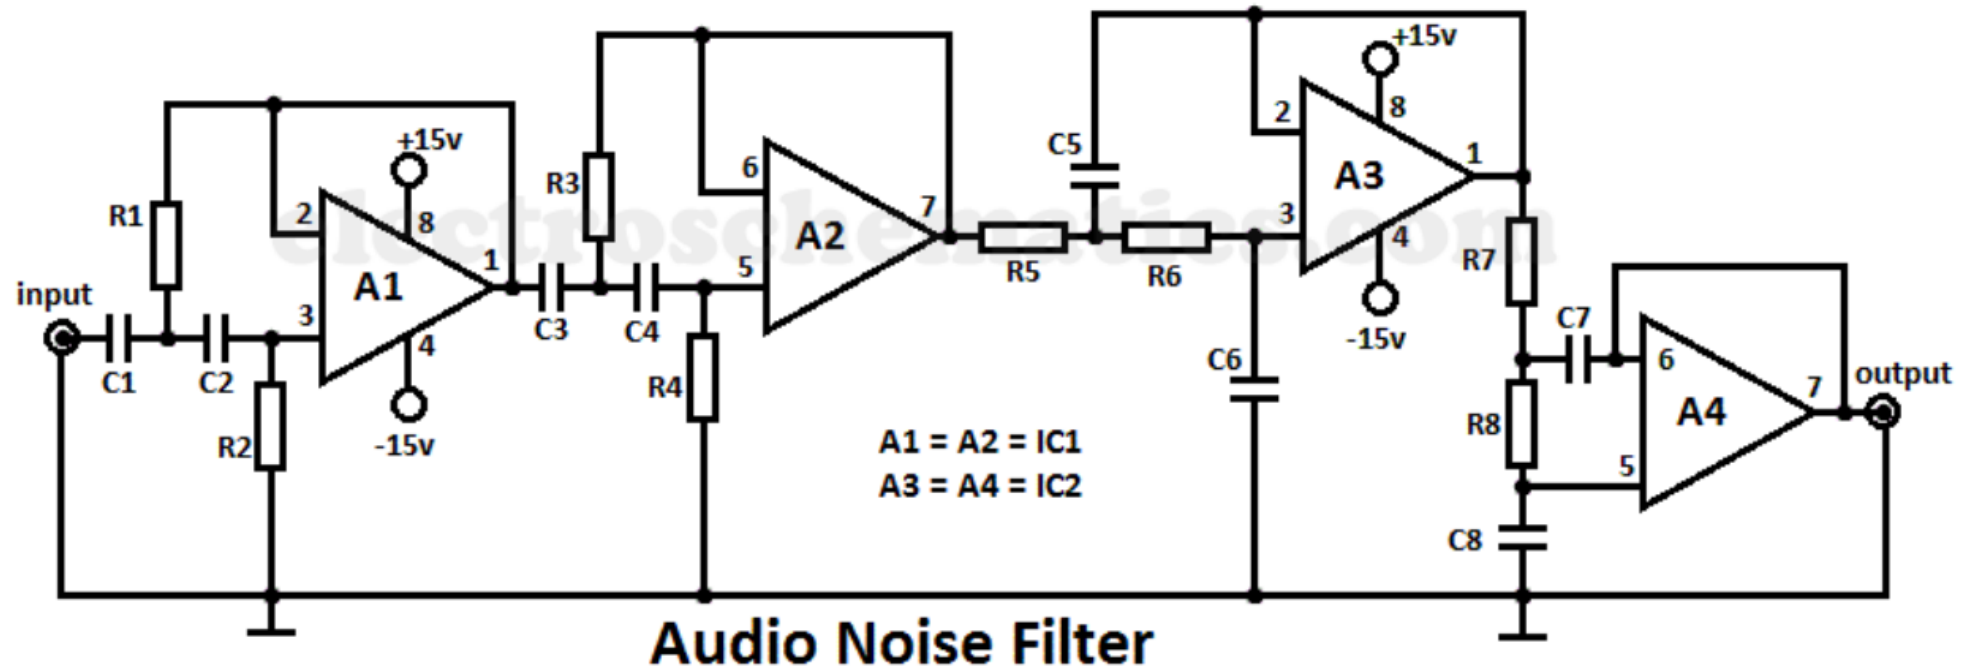 +15v
+15v
C5
2
8
1
A3
3
4
-15v
R3
6
A2
7
5
R1
2
8
1
A1
3
4
-15v
input
C1
C2
R2
C3
C4
R4
R5
R6
C6
R7
C7
6
R8
A4
7
output
5
C8
A1 = A2 = IC1
A3 = A4 = IC2
electroschematics.com
Audio Noise Filter